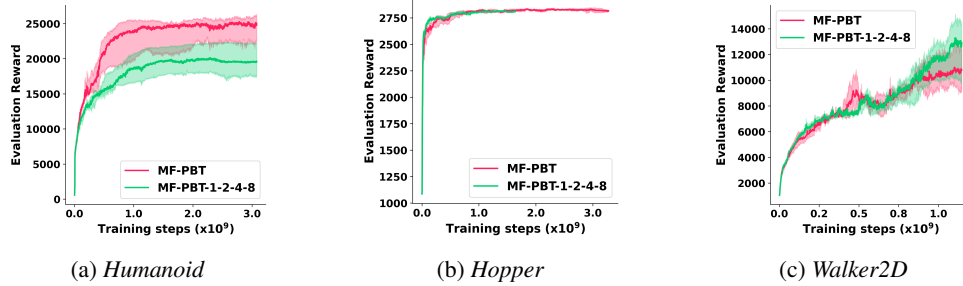 25000
20000
15000
10000
5000
0
Evaluation Reward
MF-PBT
MF-PBT-1-2-4-8
0.0 1.0 2.0 3.0
Training steps (x10⁹)
(a) Humanoid
2750
2500
2250
2000
1750
1500
1250
1000
Evaluation Reward
MF-PBT
MF-PBT-1-2-4-8
0.0 1.0 2.0 3.0
Training steps (x10⁹)
(b) Hopper
14000
12000
10000
8000
6000
4000
2000
Evaluation Reward
MF-PBT
MF-PBT-1-2-4-8
0.0 0.2 0.5 0.8 1.0
Training steps (x10⁹)
(c) Walker2D